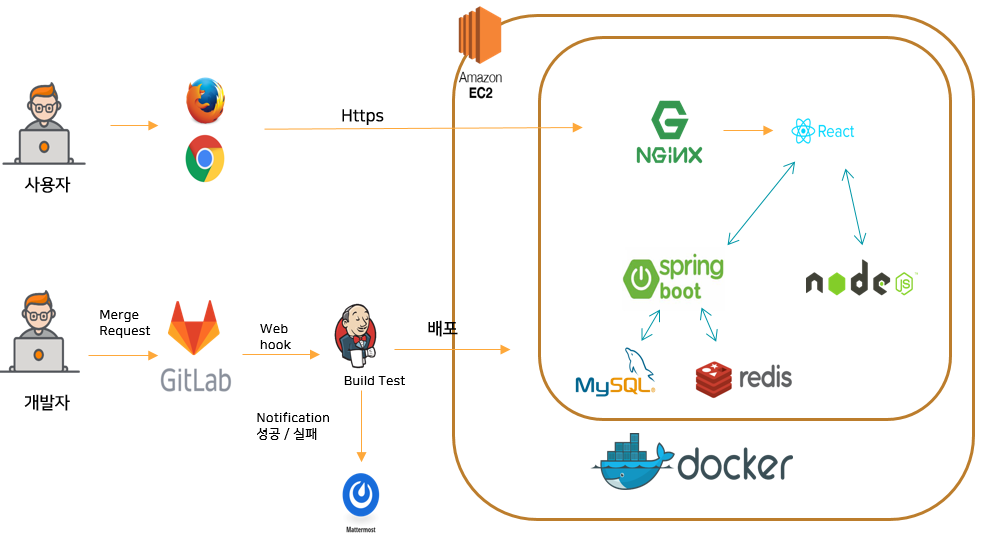 Amazon
EC2
Https
NGiNX
React
사용자
spring
boot
node
JS
™
Merge
Request
Web
hook
배포
GitLab
Build Test
MySQL®
redis
개발자
Notification
성공 / 실패
docker
Mattermost